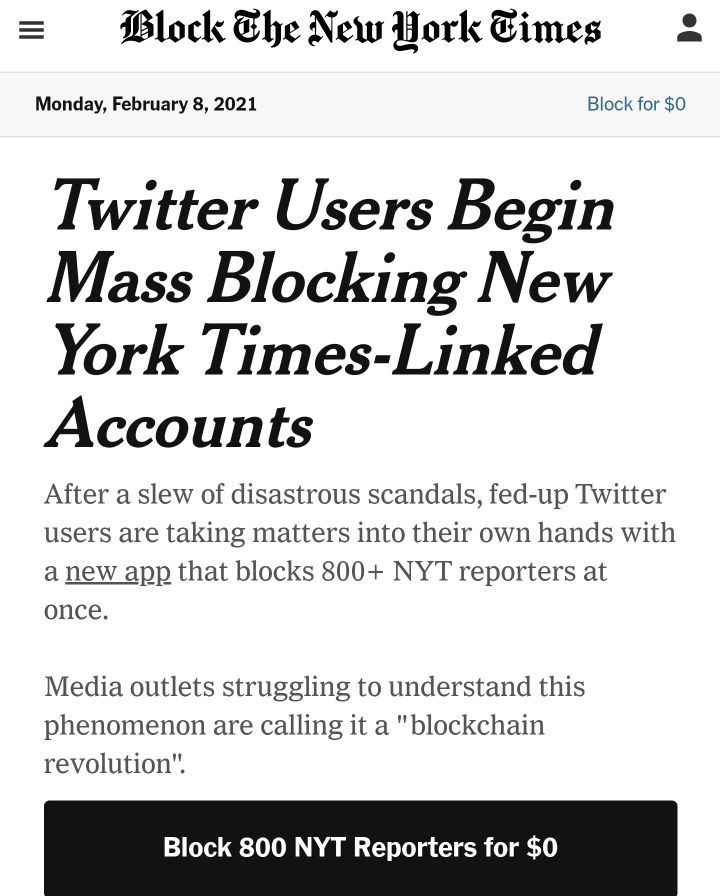 Block The New York Times
Monday, February 8, 2021
Block for $0
Twitter Users Begin
Mass Blocking New
York Times-Linked
Accounts
After a slew of disastrous scandals, fed-up Twitter
users are taking matters into their own hands with
a new app that blocks 800+ NYT reporters at
once.
Media outlets struggling to understand this
phenomenon are calling it a "blockchain
revolution".
Block 800 NYT Reporters for $0